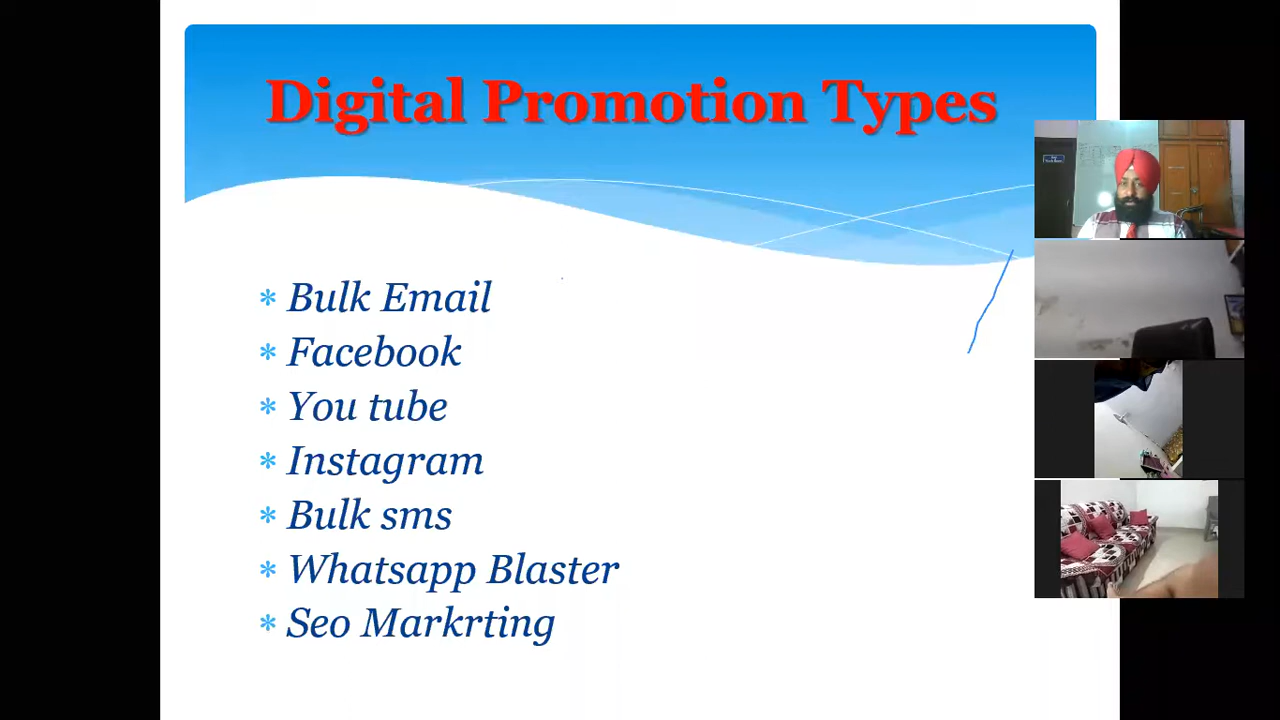 Digital Promotion Types
* Bulk Email
* Facebook
* You tube
* Instagram
* Bulk sms
* Whatsapp Blaster
* Seo Markrting